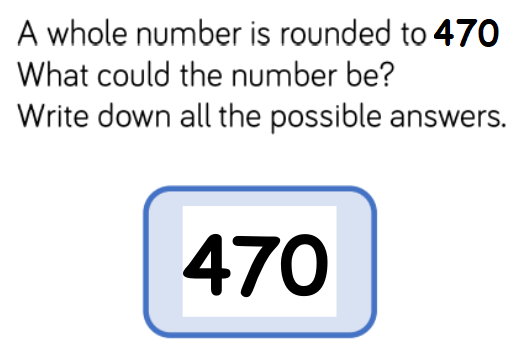 A whole number is rounded to 470
What could the number be?
Write down all the possible answers.
470